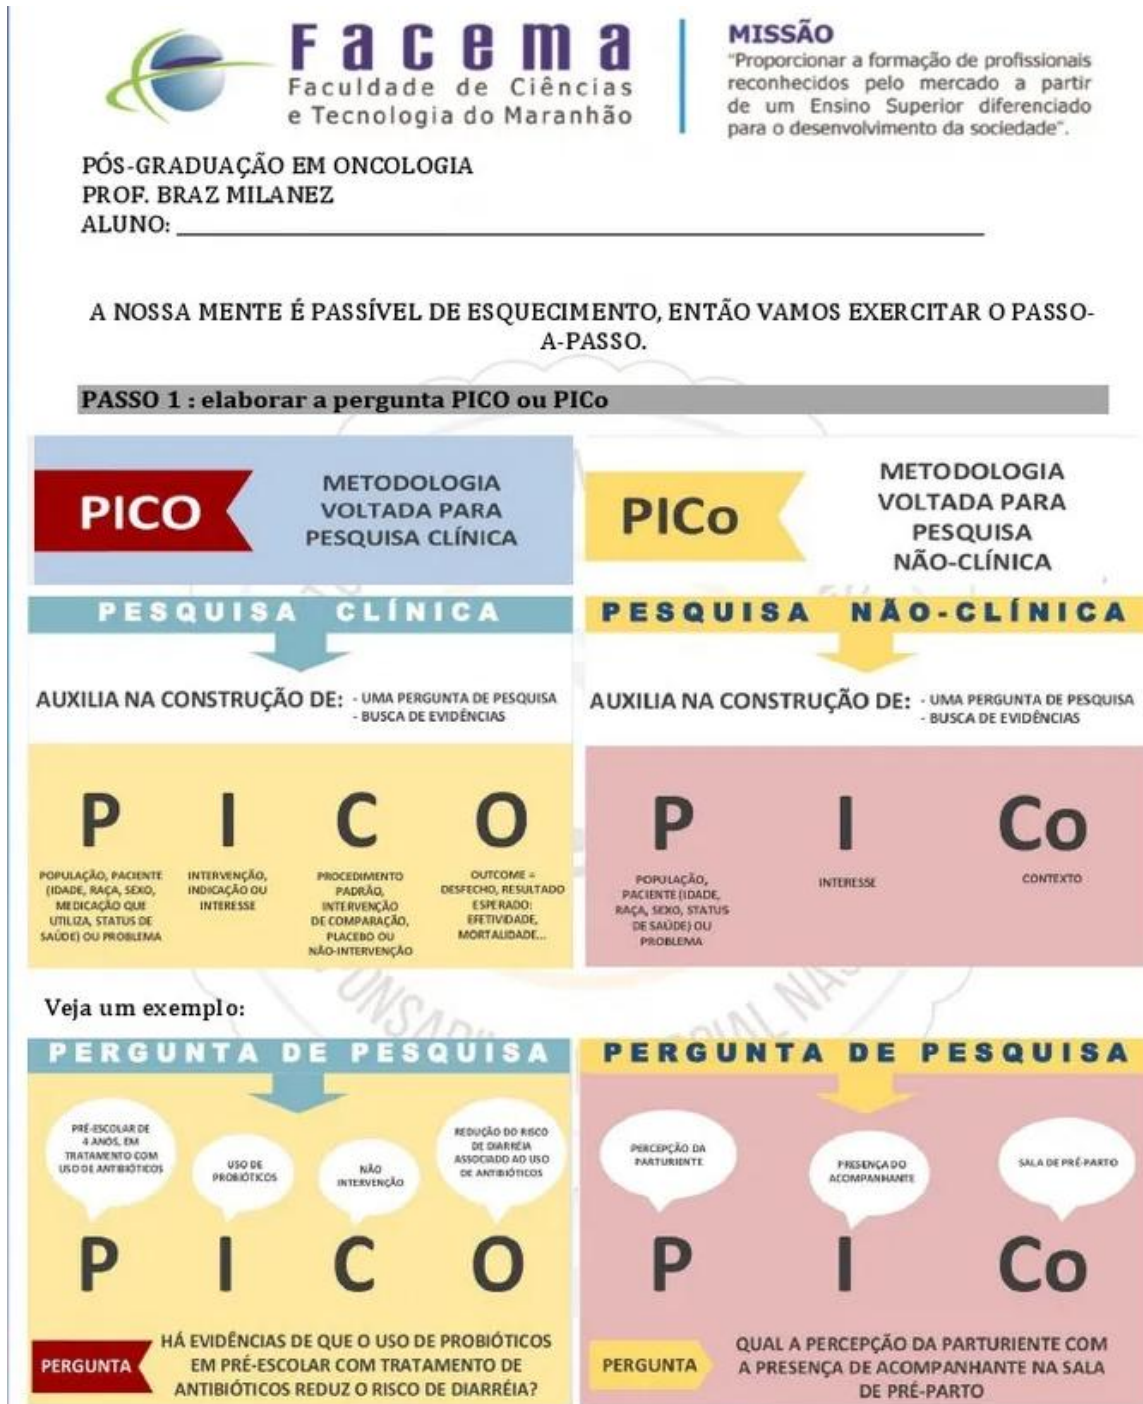 Facema
Faculdade de Ciências
e Tecnologia do Maranhão
MISSÃO
"Proporcionar a formação de profissionais
reconhecidos pelo mercado a partir
de um Ensino Superior diferenciado
para o desenvolvimento da sociedade".
PÓS-GRADUAÇÃO EM ONCOLOGIA
PROF. BRAZ MILANEZ
ALUNO:
A NOSSA MENTE É PASSÍVEL DE ESQUECIMENTO, ENTÃO VAMOS EXERCITAR O PASSO-
A-PASSO.
PASSO 1 : elaborar a pergunta PICO ou PICo
PICO
METODOLOGIA
VOLTADA PARA
PESQUISA CLÍNICA
PESQUISA CLÍNICA
AUXILIA NA CONSTRUÇÃO DE:
- UMA PERGUNTA DE PESQUISA
- BUSCA DE EVIDÊNCIAS
P
POPULAÇÃO, PACIENTE
(IDADE, RAÇA, SEXO,
MEDICAÇÃO QUE
UTILIZA, STATUS DE
SAÚDE) OU PROBLEMA
I
INTERVENÇÃO,
INDICAÇÃO OU
INTERESSE
C
PROCEDIMENTO
PADRÃO,
INTERVENÇÃO
DE COMPARAÇÃO,
PLACEBO OU
NÃO-INTERVENÇÃO
O
OUTCOME =
DESFECHO, RESULTADO
ESPERADO:
EFETIVIDADE,
MORTALIDADE...
PICo
METODOLOGIA
VOLTADA PARA
PESQUISA
NÃO-CLÍNICA
PESQUISA NÃO-CLÍNICA
AUXILIA NA CONSTRUÇÃO DE:
- UMA PERGUNTA DE PESQUISA
- BUSCA DE EVIDÊNCIAS
P
POPULAÇÃO,
PACIENTE (IDADE,
RAÇA, SEXO, STATUS
DE SAÚDE) OU
PROBLEMA
I
INTERESSE
Co
CONTEXTO
Veja um exemplo:
PERGUNTA DE PESQUISA
PRÉ-ESCOLAR DE
4 ANOS, EM
TRATAMENTO COM
USO DE ANTIBIÓTICOS
USO DE
PROBIÓTICOS
NÃO
INTERVENÇÃO
REDUÇÃO DO RISCO
DE DIARRÉIA
ASSOCIADO AO USO
DE ANTIBIÓTICOS
P I C O
PERGUNTA
HÁ EVIDÊNCIAS DE QUE O USO DE PROBIÓTICOS
EM PRÉ-ESCOLAR COM TRATAMENTO DE
ANTIBIÓTICOS REDUZ O RISCO DE DIARRÉIA?
PERGUNTA DE PESQUISA
PERCEPÇÃO DA
PARTURIENTE
PRESENÇA DO
ACOMPANHANTE
SALA DE PRÉ-PARTO
P I Co
PERGUNTA
QUAL A PERCEPÇÃO DA PARTURIENTE COM
A PRESENÇA DE ACOMPANHANTE NA SALA
DE PRÉ-PARTO